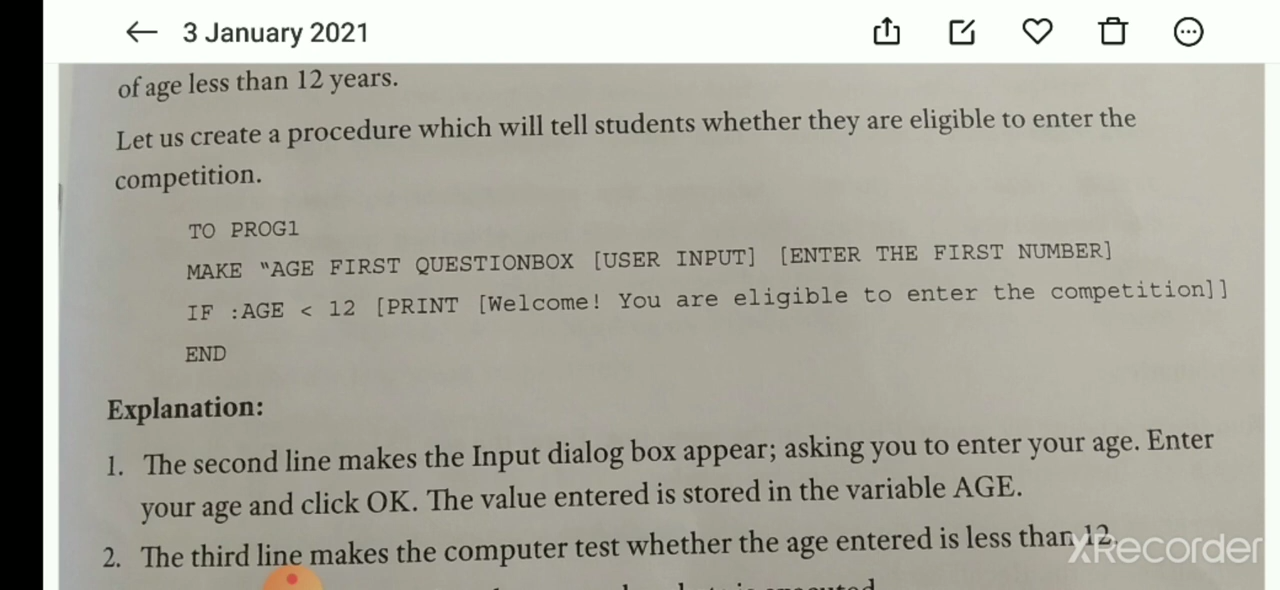 3 January 2021
of age less than 12 years.
Let us create a procedure which will tell students whether they are eligible to enter the
competition.
TO PROG1
MAKE "AGE FIRST QUESTIONBOX [USER INPUT] [ENTER THE FIRST NUMBER]
IF :AGE < 12 [PRINT [Welcome! You are eligible to enter the competition]]
END
Explanation:
1. The second line makes the Input dialog box appear; asking you to enter your age. Enter
your age and click OK. The value entered is stored in the variable AGE.
2. The third line makes the computer test whether the age entered is less than 12
XRecorder
is executed